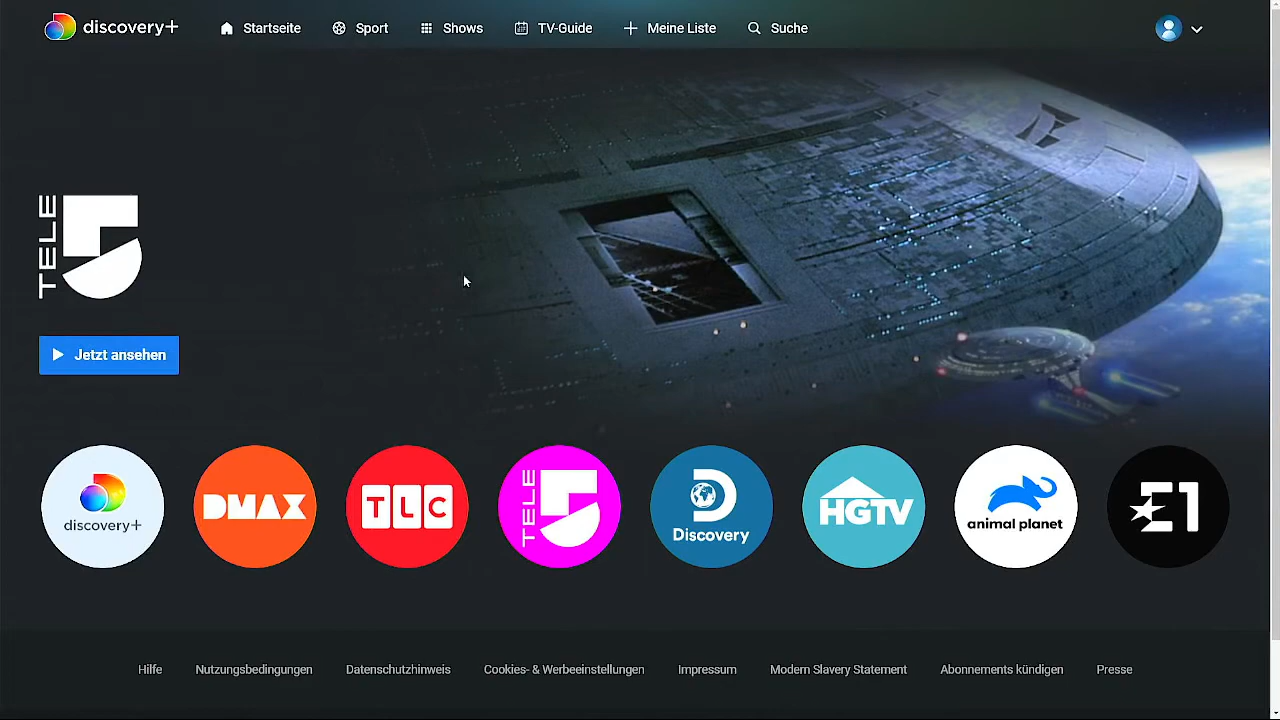 discovery+ Startseite Sport Shows TV-Guide Meine Liste Suche
TELE 5
Jetzt ansehen
discovery+ DMAX TLC TELE 5 Discovery HGTV animal planet E1
Hilfe Nutzungsbedingungen Datenschutzhinweis Cookies- & Werbeeinstellungen Impressum Modern Slavery Statement Abonnements kündigen Presse